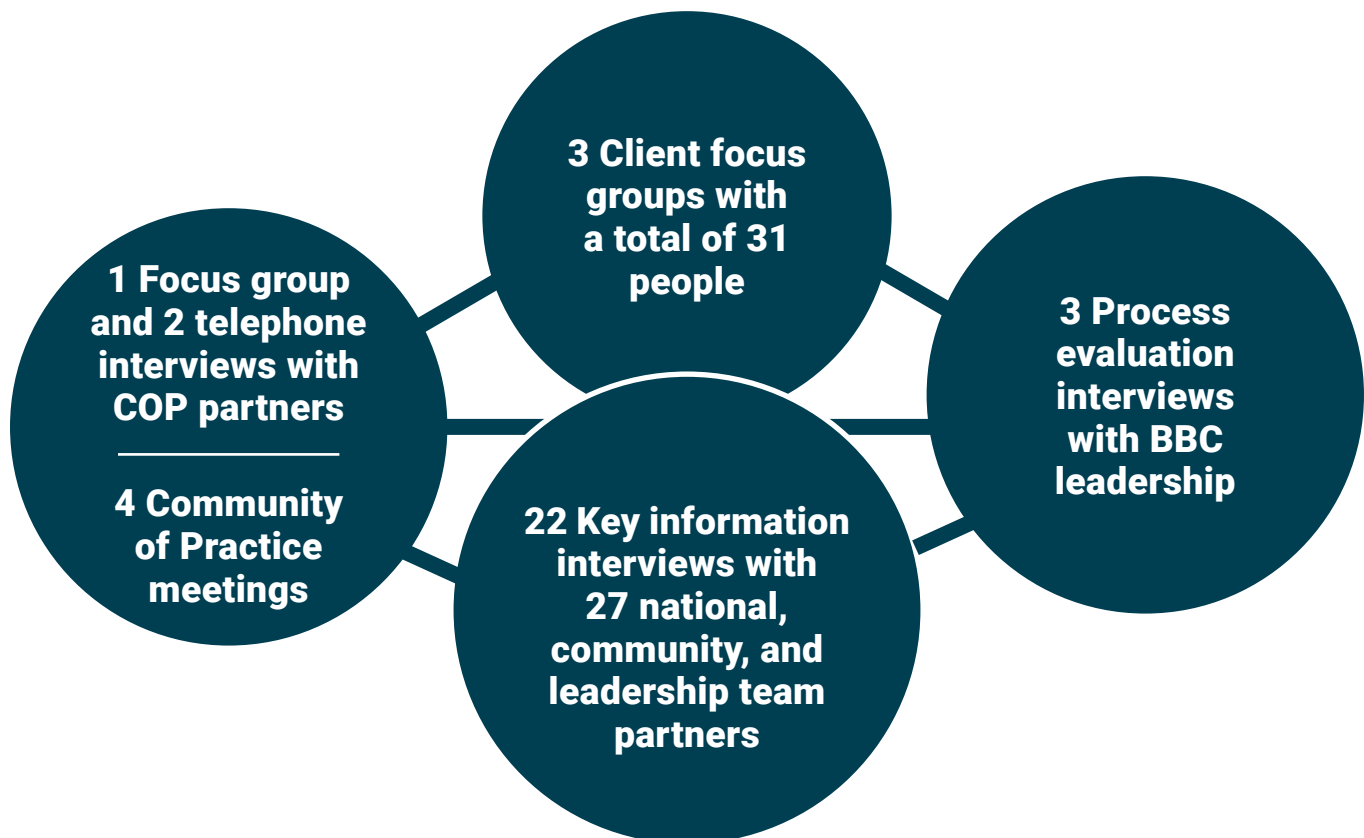 3 Client focus
groups with
a total of 31
people
1 Focus group
and 2 telephone
interviews with
COP partners
4 Community
of Practice
meetings
3 Process
evaluation
interviews
with BBC
leadership
22 Key information
interviews with
27 national,
community, and
leadership team
partners